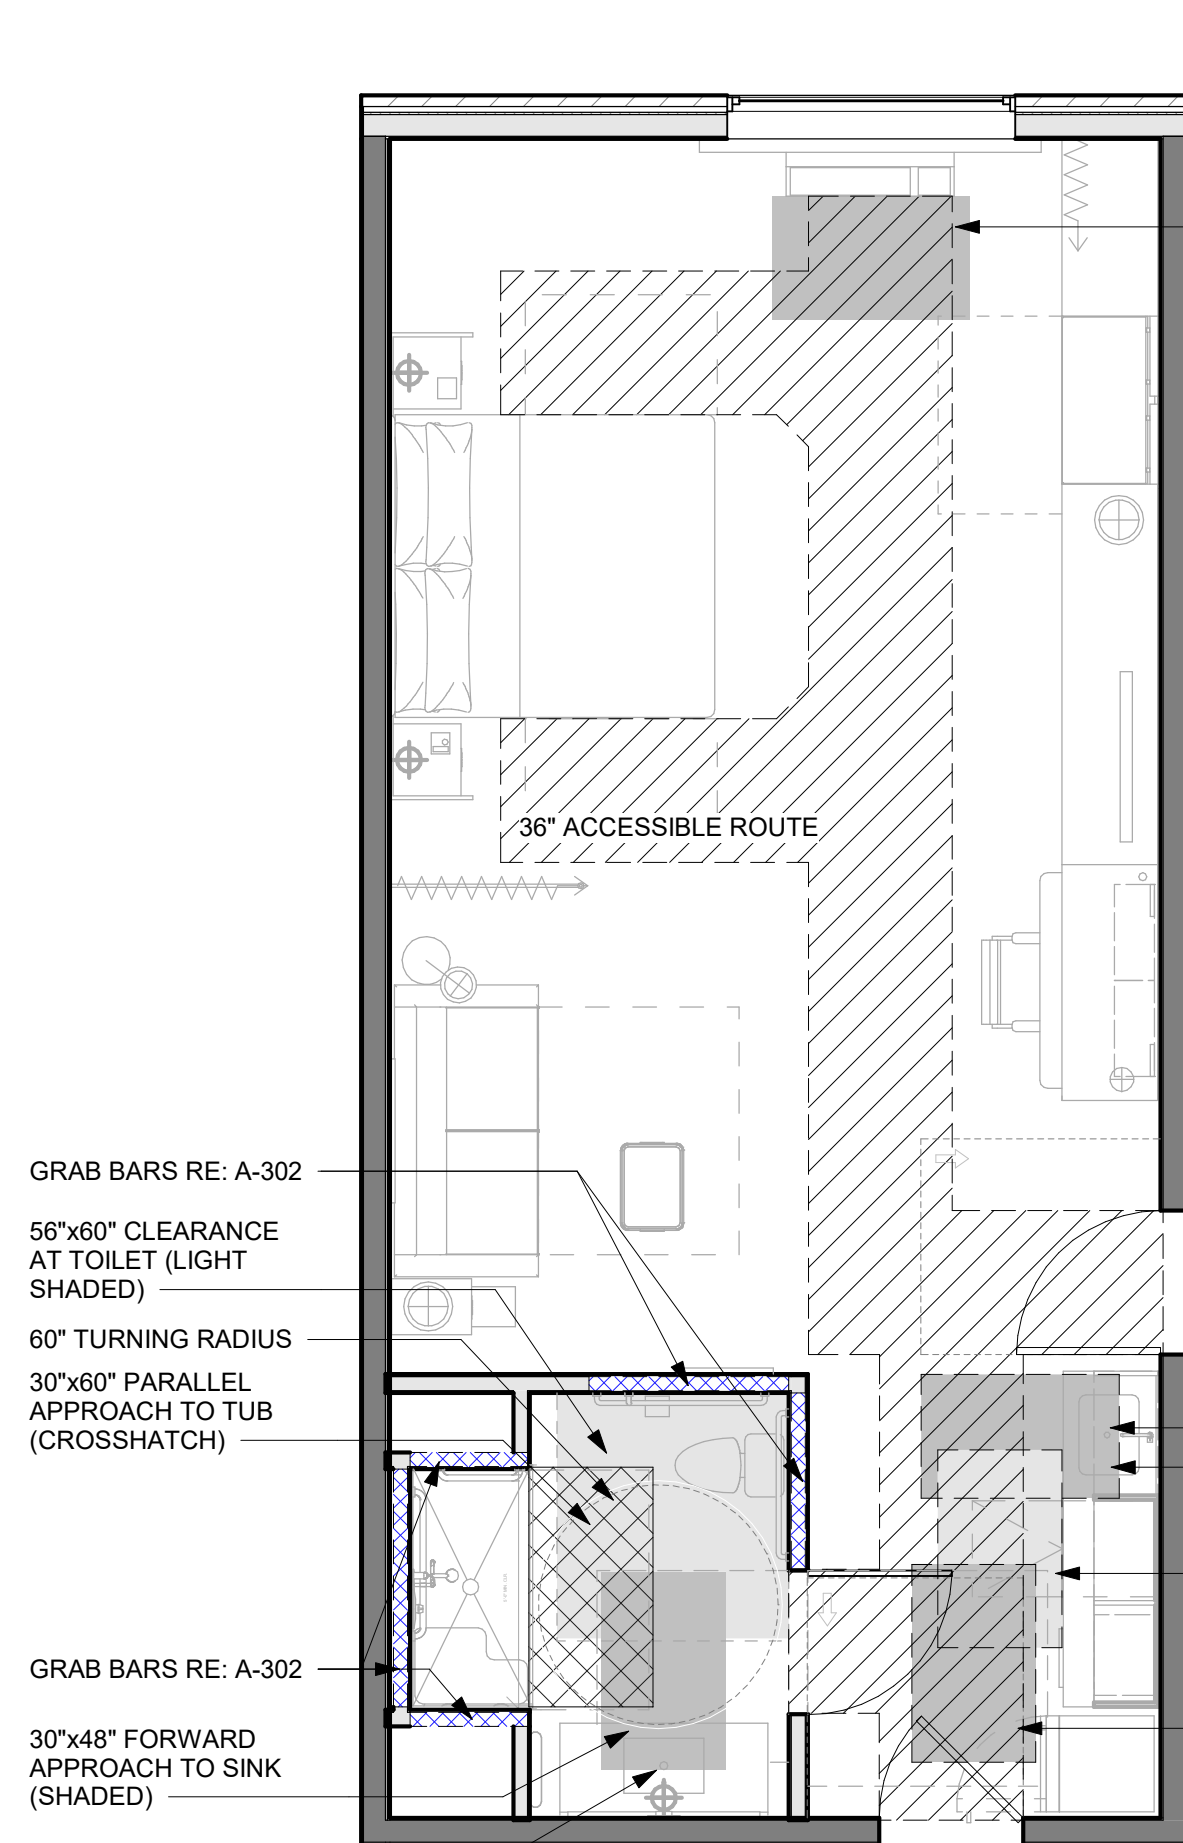 36" ACCESSIBLE ROUTE
GRAB BARS RE: A-302
56"x60" CLEARANCE
AT TOILET (LIGHT
SHADED)
60" TURNING RADIUS
30"x60" PARALLEL
APPROACH TO TUB
(CROSSHATCH)
GRAB BARS RE: A-302
30"x48" FORWARD
APPROACH TO SINK
(SHADED)